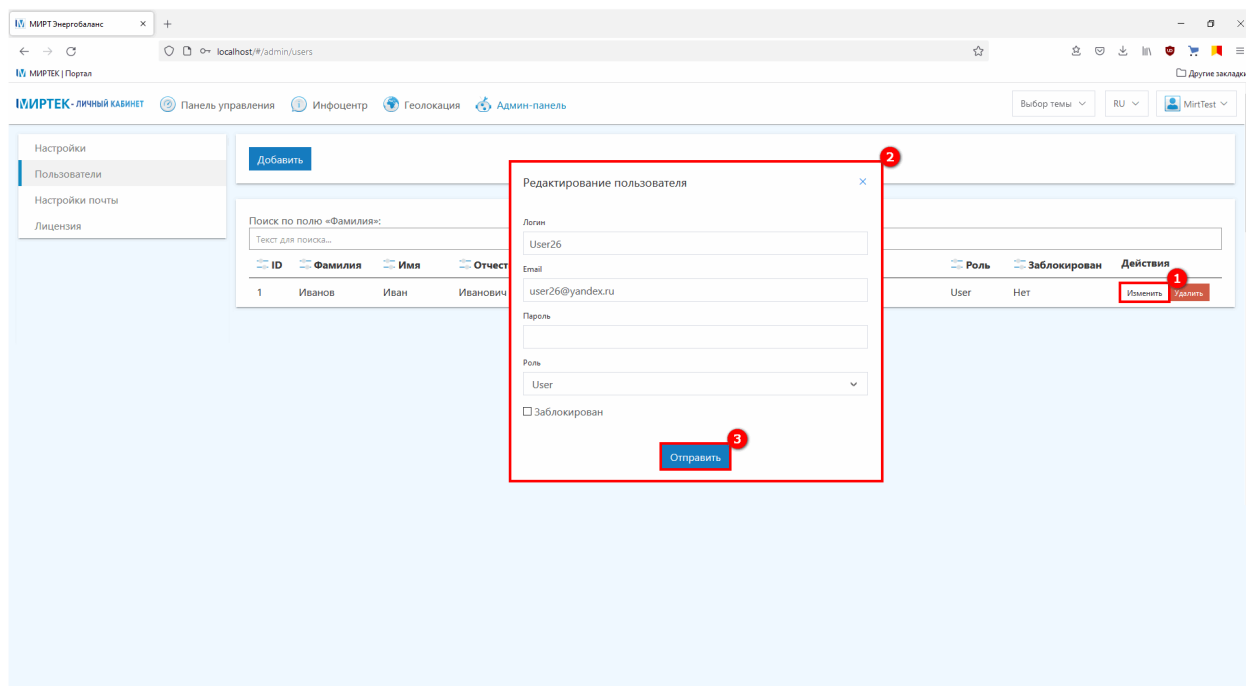 МИРТ Энергобаланс
localhost/#/admin/users
МИРТЕК | Портал
Другие закладки
МИРТЕК - ЛИЧНЫЙ КАБИНЕТ Панель управления Инфоцентр Геолокация Админ-панель Выбор темы RU MirtTest
Настройки
Пользователи
Настройки почты
Лицензия
Добавить
Поиск по полю «Фамилия»:
Текст для поиска...
ID Фамилия Имя Отчест Роль Заблокирован Действия
1 Иванов Иван Иванович User Нет Изменить Удалить
1
2
Редактирование пользователя
Логин
User26
Email
user26@yandex.ru
Пароль
Роль
User
Заблокирован
3
Отправить